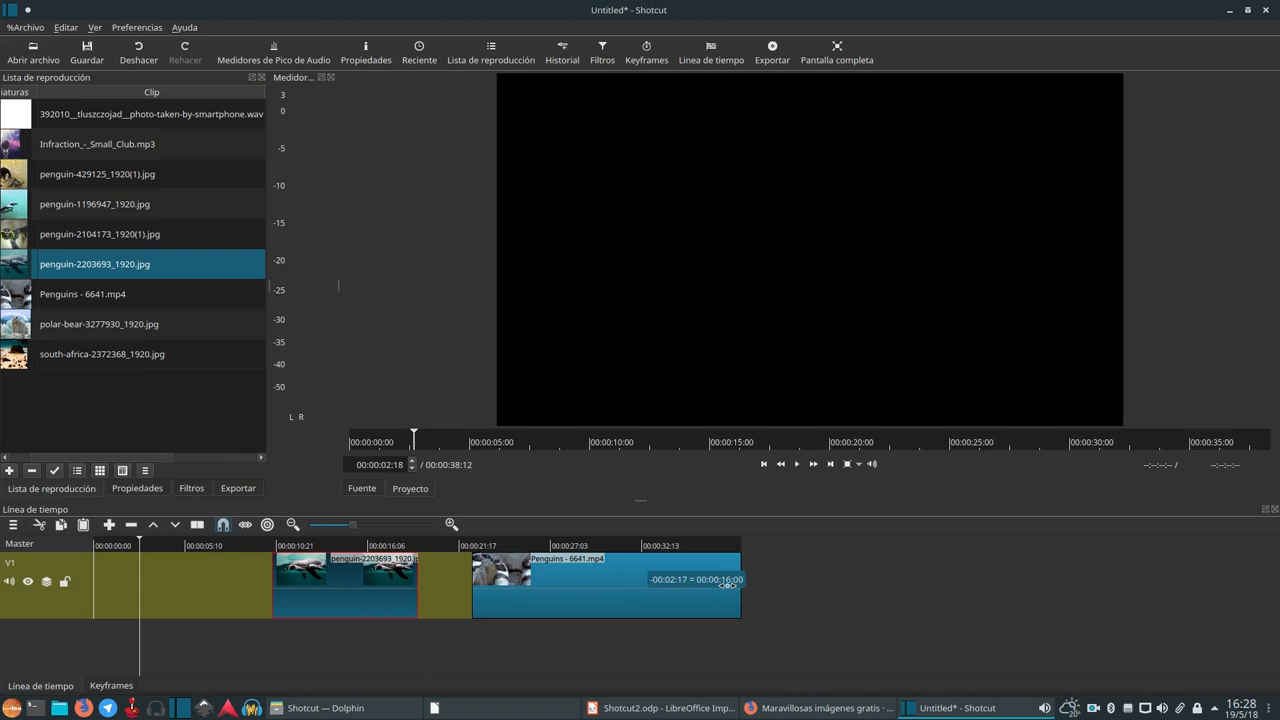 Untitled* - Shotcut
%Archivo Editar Ver Preferencias Ayuda
Abrir archivo Guardar Deshacer Rehacer Medidores de Pico de Audio Propiedades Reciente Lista de reproducción Historial Filtros Keyframes Linea de tiempo Exportar Pantalla completa
Lista de reproducción
Medidor...
iaturas Clip
392010__tluszczojad__photo-taken-by-smartphone.wav
Infraction_-_Small_Club.mp3
penguin-429125_1920(1).jpg
penguin-1196947_1920.jpg
penguin-2104173_1920(1).jpg
penguin-2203693_1920.jpg
Penguins - 6641.mp4
polar-bear-3277930_1920.jpg
south-africa-2372368_1920.jpg
3
0
-5
-10
-15
-20
-25
-30
-35
-40
-50
L R
00:00:00:00 00:00:05:00 00:00:10:00 00:00:15:00 00:00:20:00 00:00:25:00 00:00:30:00 00:00:35:00
00:00:02:18 / 00:00:38:12 --:--:--:-- / --:--:--:--
Lista de reproducción Propiedades Filtros Exportar
Fuente Proyecto
Línea de tiempo
Master 00:00:00:00 00:00:05:10 00:00:10:21 00:00:16:06 00:00:21:17 00:00:27:03 00:00:32:13
V1
penguin-2203693_1920.j
Penguins - 6641.mp4
-00:02:17 = 00:00:16:00
Línea de tiempo Keyframes
Shotcut — Dolphin
Shotcut2.odp - LibreOffice Imp...
Maravillosas imágenes gratis · ...
Untitled* - Shotcut
20°
16:28
19/5/18